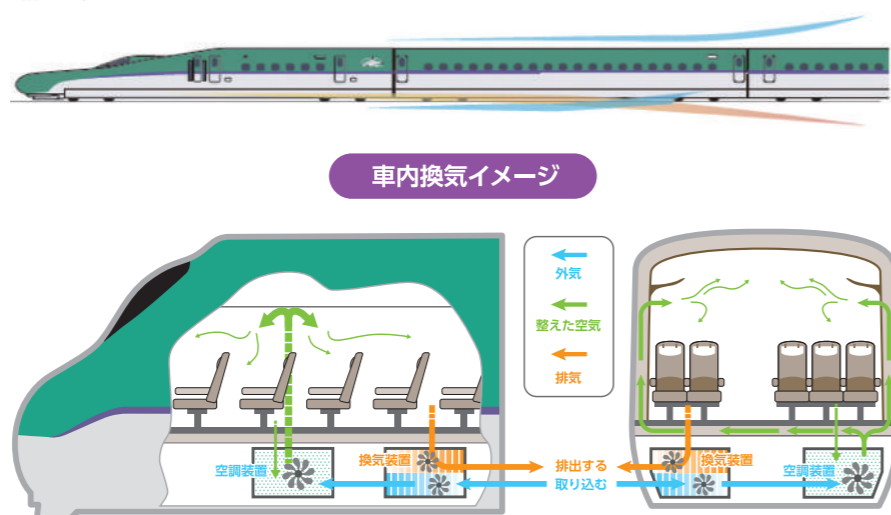 車内換気イメージ
外気
整えた空気
排気
空調装置
換気装置
排出する
取り込む
換気装置
空調装置